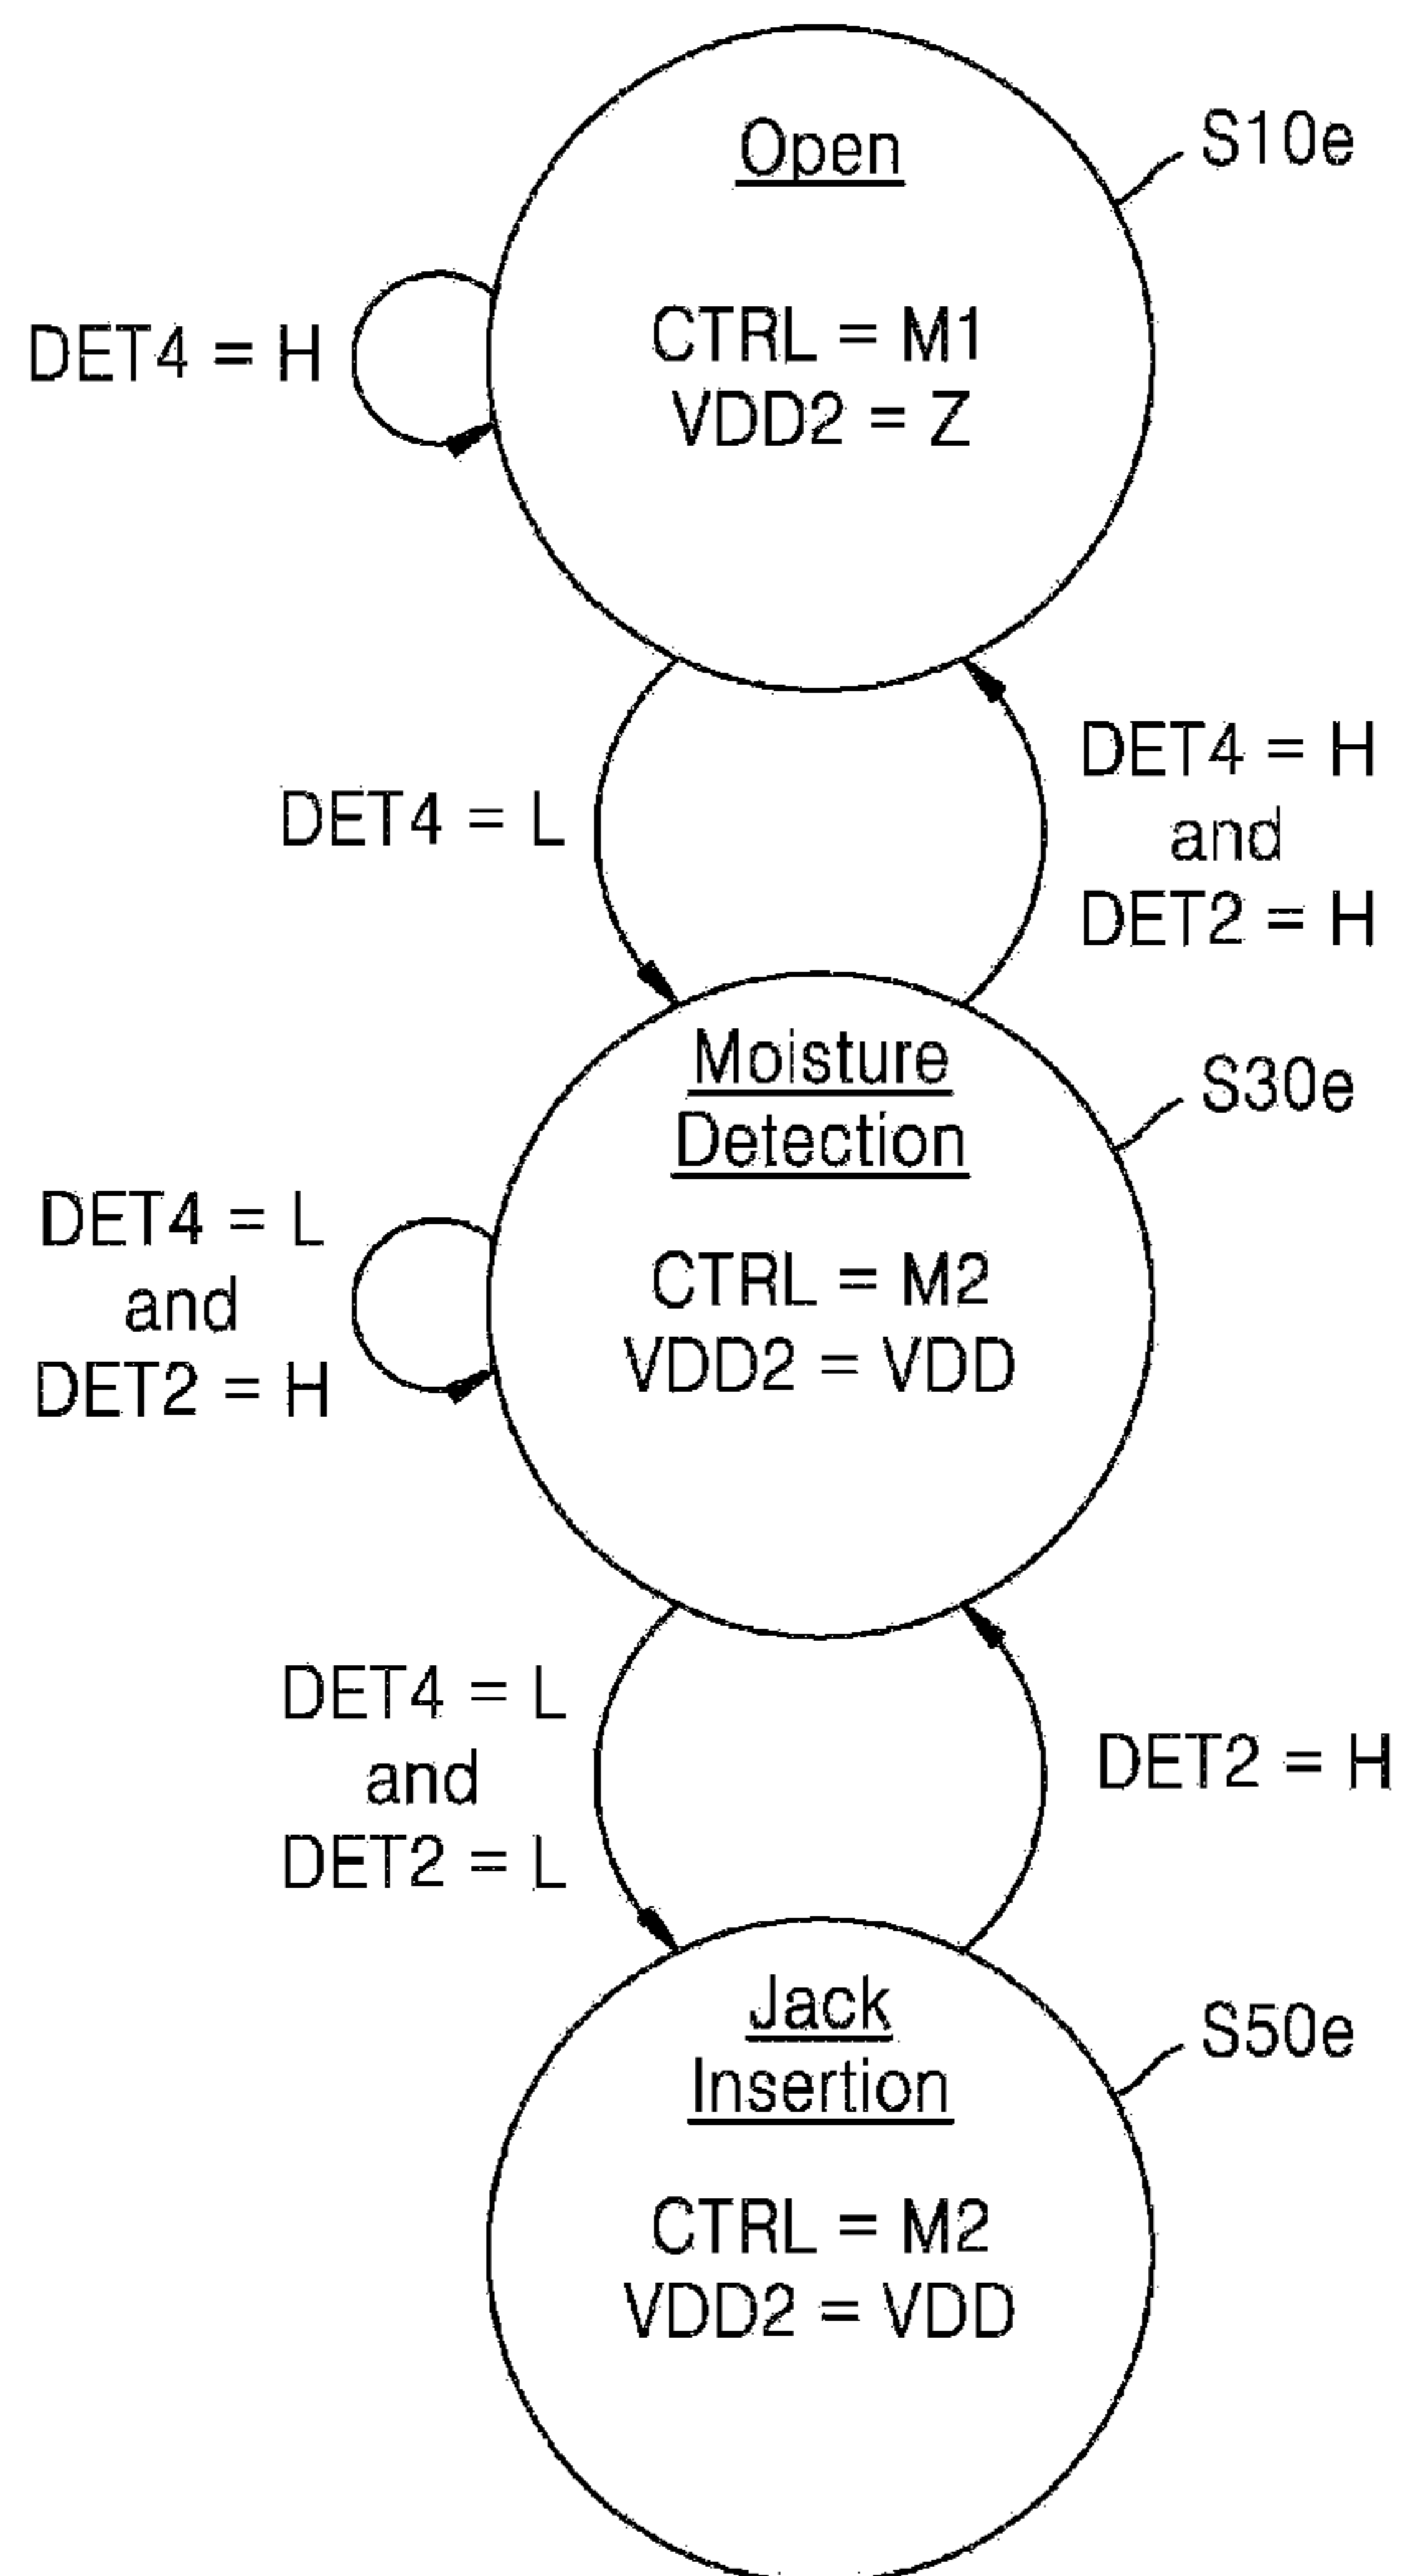 Open
S10e
CTRL = M1
VDD2 = Z
DET4 = H
DET4 = L
DET4 = H
and
DET2 = H
Moisture
Detection
S30e
CTRL = M2
VDD2 = VDD
DET4 = L
and
DET2 = H
DET4 = L
and
DET2 = L
DET2 = H
Jack
Insertion
S50e
CTRL = M2
VDD2 = VDD